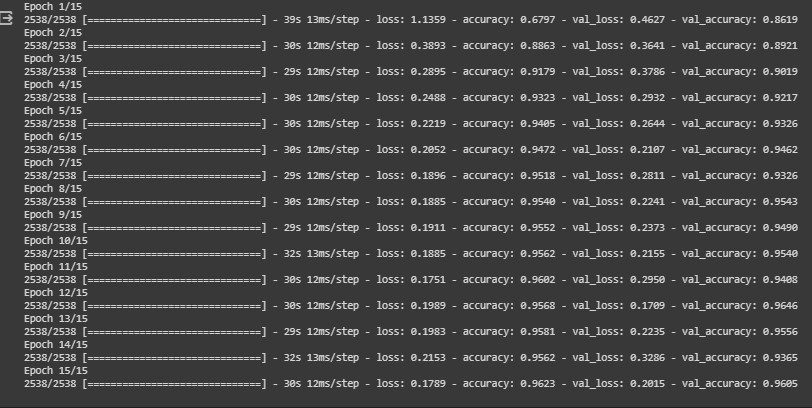 Epoch 1/15
2538/2538 [==============================] - 39s 13ms/step - loss: 1.1359 - accuracy: 0.6797 - val_loss: 0.4627 - val_accuracy: 0.8619
Epoch 2/15
2538/2538 [==============================] - 30s 12ms/step - loss: 0.3893 - accuracy: 0.8863 - val_loss: 0.3641 - val_accuracy: 0.8921
Epoch 3/15
2538/2538 [==============================] - 29s 12ms/step - loss: 0.2895 - accuracy: 0.9179 - val_loss: 0.3786 - val_accuracy: 0.9019
Epoch 4/15
2538/2538 [==============================] - 30s 12ms/step - loss: 0.2488 - accuracy: 0.9323 - val_loss: 0.2932 - val_accuracy: 0.9217
Epoch 5/15
2538/2538 [==============================] - 30s 12ms/step - loss: 0.2219 - accuracy: 0.9405 - val_loss: 0.2644 - val_accuracy: 0.9326
Epoch 6/15
2538/2538 [==============================] - 30s 12ms/step - loss: 0.2052 - accuracy: 0.9472 - val_loss: 0.2107 - val_accuracy: 0.9462
Epoch 7/15
2538/2538 [==============================] - 29s 12ms/step - loss: 0.1896 - accuracy: 0.9518 - val_loss: 0.2811 - val_accuracy: 0.9326
Epoch 8/15
2538/2538 [==============================] - 30s 12ms/step - loss: 0.1885 - accuracy: 0.9540 - val_loss: 0.2241 - val_accuracy: 0.9543
Epoch 9/15
2538/2538 [==============================] - 29s 12ms/step - loss: 0.1911 - accuracy: 0.9552 - val_loss: 0.2373 - val_accuracy: 0.9490
Epoch 10/15
2538/2538 [==============================] - 32s 13ms/step - loss: 0.1885 - accuracy: 0.9562 - val_loss: 0.2155 - val_accuracy: 0.9540
Epoch 11/15
2538/2538 [==============================] - 30s 12ms/step - loss: 0.1751 - accuracy: 0.9602 - val_loss: 0.2950 - val_accuracy: 0.9408
Epoch 12/15
2538/2538 [==============================] - 30s 12ms/step - loss: 0.1989 - accuracy: 0.9568 - val_loss: 0.1709 - val_accuracy: 0.9646
Epoch 13/15
2538/2538 [==============================] - 29s 12ms/step - loss: 0.1983 - accuracy: 0.9581 - val_loss: 0.2235 - val_accuracy: 0.9556
Epoch 14/15
2538/2538 [==============================] - 32s 13ms/step - loss: 0.2153 - accuracy: 0.9562 - val_loss: 0.3286 - val_accuracy: 0.9365
Epoch 15/15
2538/2538 [==============================] - 30s 12ms/step - loss: 0.1789 - accuracy: 0.9623 - val_loss: 0.2015 - val_accuracy: 0.9605